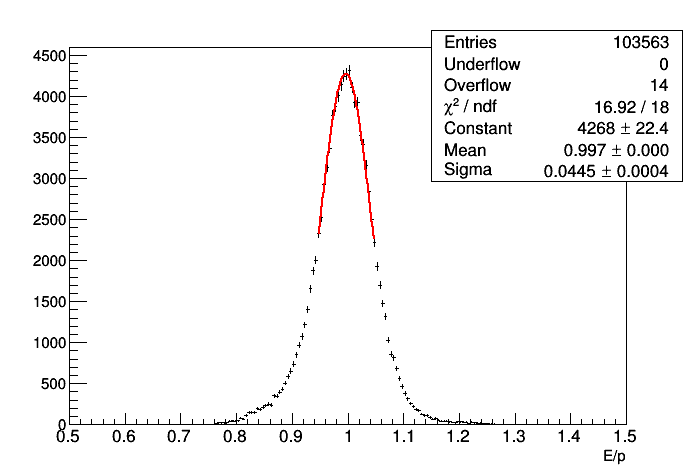 Entries 103563
Underflow 0
Overflow 14
χ² / ndf 16.92 / 18
Constant 4268 ± 22.4
Mean 0.997 ± 0.000
Sigma 0.0445 ± 0.0004
4500
4000
3500
3000
2500
2000
1500
1000
500
0
0.5 0.6 0.7 0.8 0.9 1 1.1 1.2 1.3 1.4 1.5
E/p